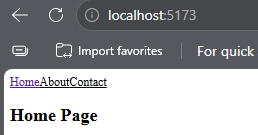 localhost:5173
Import favorites
For quick
HomeAboutContact
Home Page